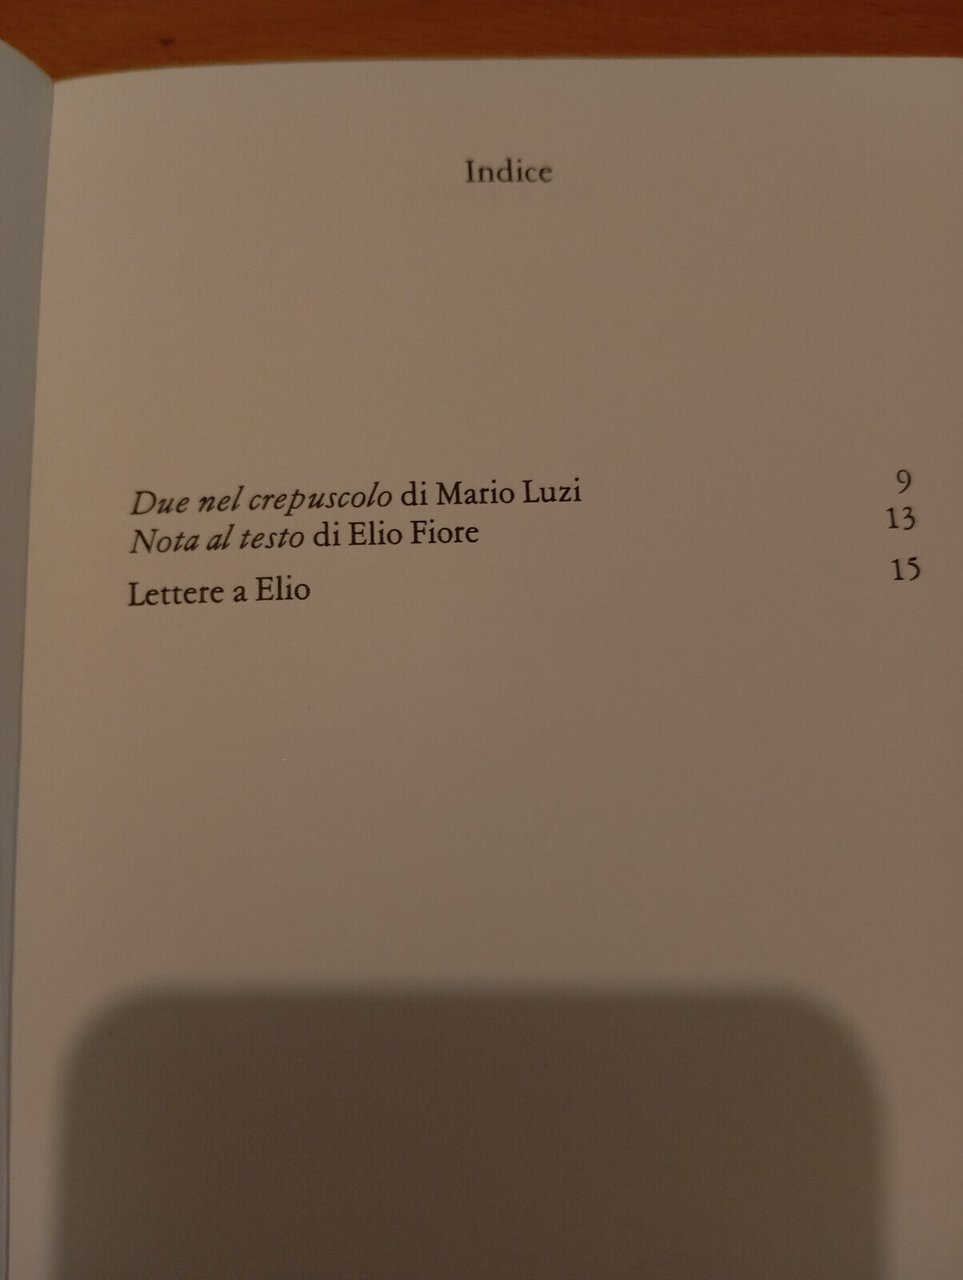 Indice
Due nel crepuscolo di Mario Luzi 9
Nota al testo di Elio Fiore 13
Lettere a Elio 15